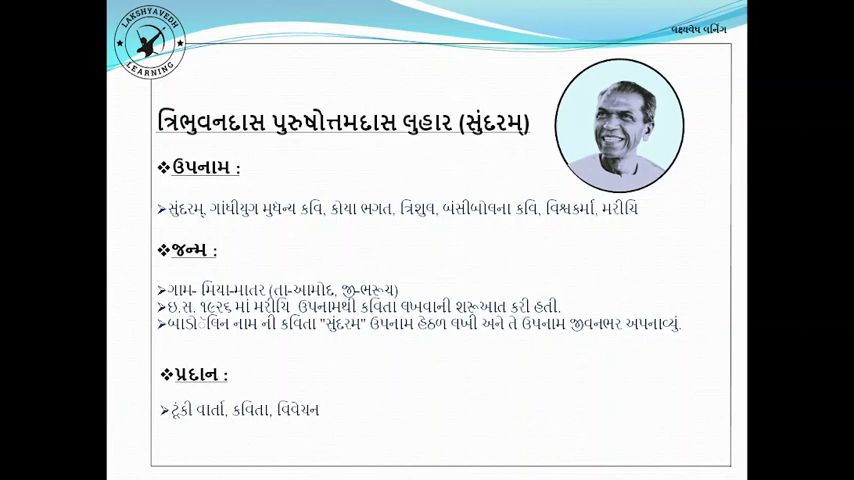 LAKSHYAVEDH
LEARNING
લક્ષ્યવેધ લર્નિંગ
ત્રિભુવનદાસ પુરુષોત્તમદાસ લુહાર (સુંદરમ્)
❖ઉપનામ :
➢સુંદરમ્, ગાંધીયુગ મુર્ધન્ય કવિ, કોયા ભગત, ત્રિશુલ, બંસીબોલના કવિ, વિશ્વકર્મા, મરીચિ
❖જન્મ :
➢ગામ- મિયા-માતર (તા-આમોદ, જી-ભરૂચ)
➢ઇ.સ. ૧૯૨૬ માં મરીચિ ઉપનામથી કવિતા લખવાની શરૂઆત કરી હતી.
➢બાર્ડોૅલિન નામ ની કવિતા "સુંદરમ" ઉપનામ હેઠળ લખી અને તે ઉપનામ જીવનભર અપનાવ્યું.
❖પ્રદાન :
➢ટૂંકી વાર્તા, કવિતા, વિવેચન